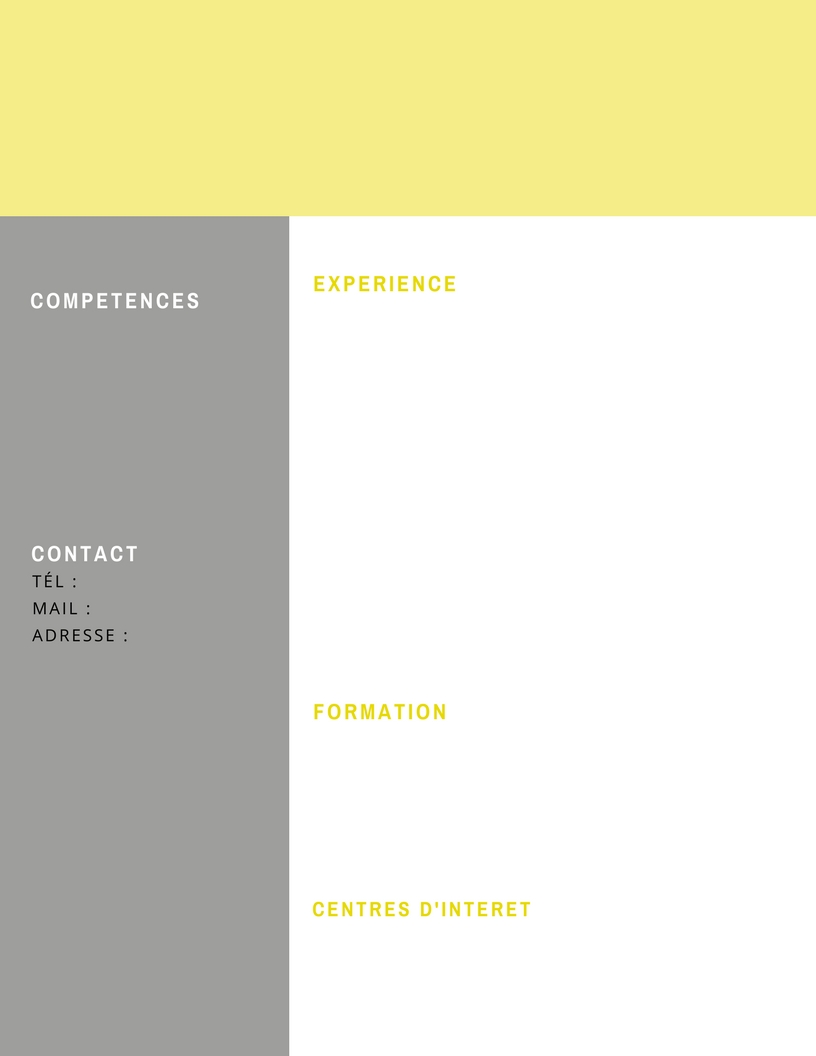 COMPETENCES
CONTACT
TÉL :
MAIL :
ADRESSE :
EXPERIENCE
FORMATION
CENTRES D'INTERET